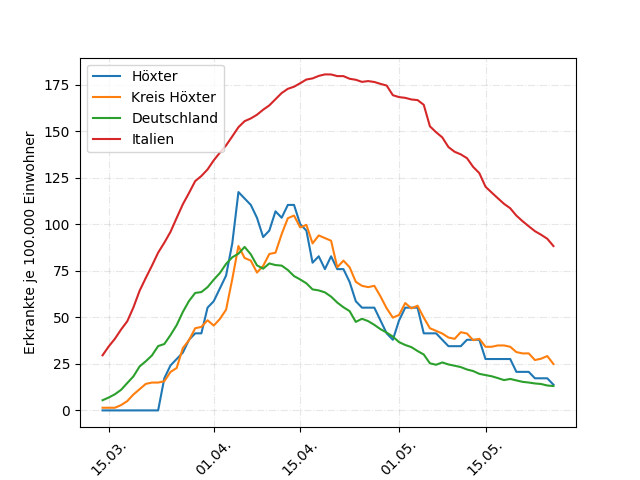 Höxter
Kreis Höxter
Deutschland
Italien
Erkrankte je 100.000 Einwohner
175
150
125
100
75
50
25
0
15.03.
01.04.
15.04.
01.05.
15.05.